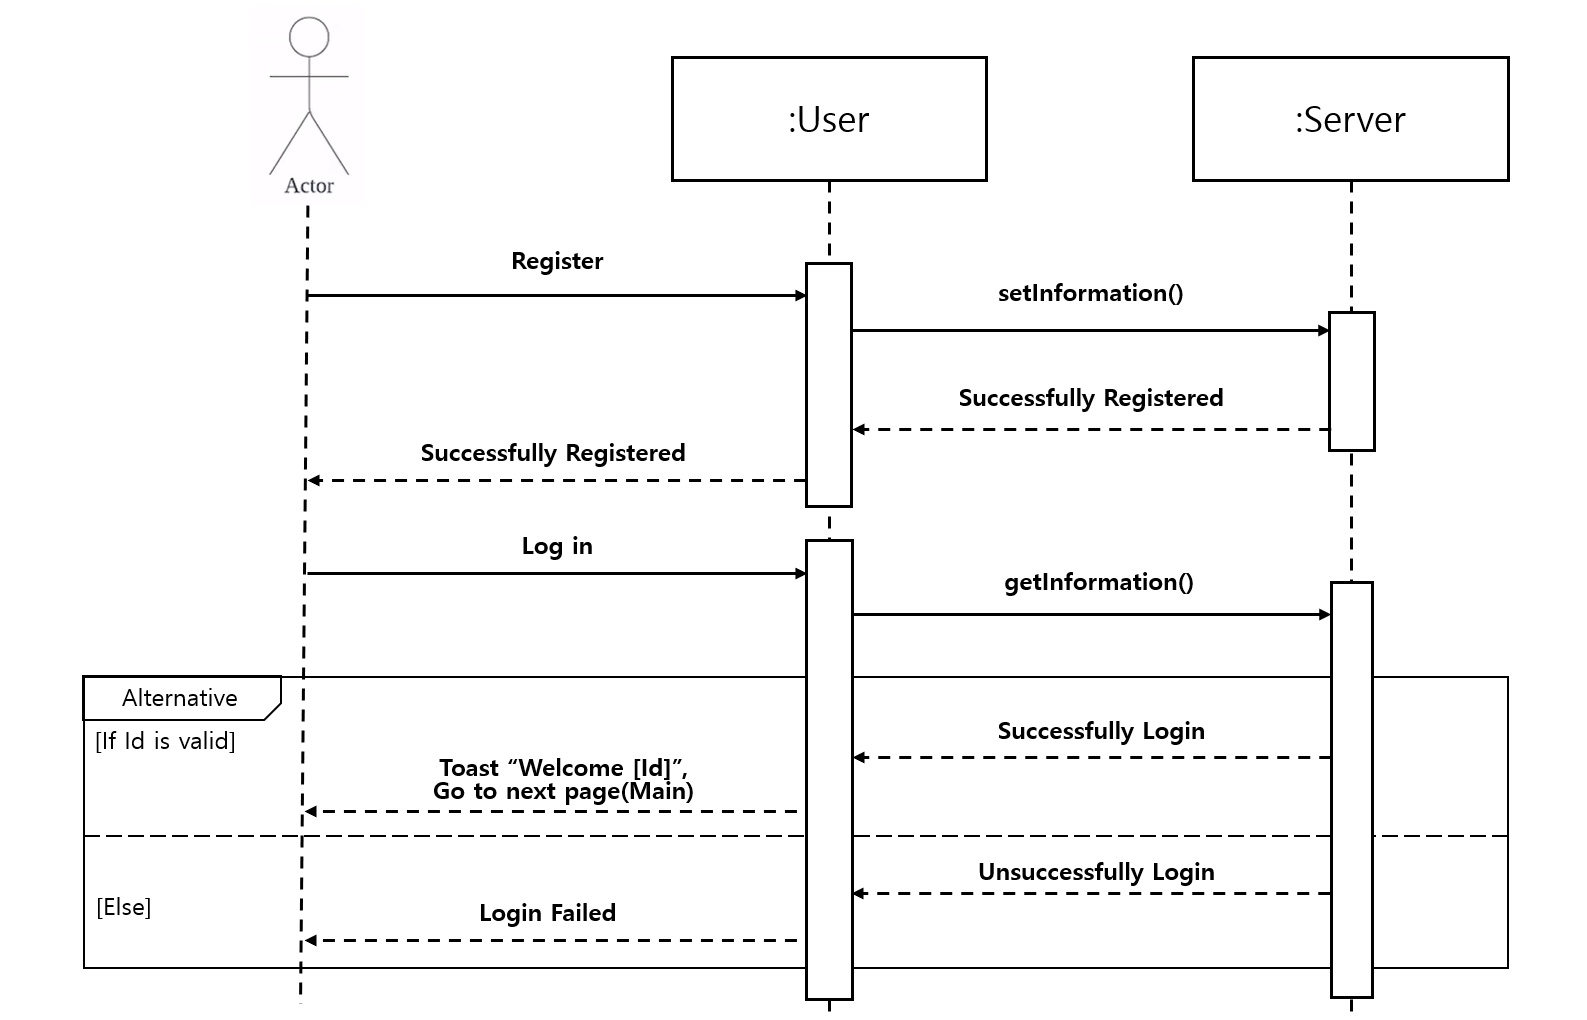 :User
:Server
Actor
Register
setInformation()
Successfully Registered
Successfully Registered
Log in
getInformation()
Alternative
[If Id is valid]
Successfully Login
Toast “Welcome [Id]”,
Go to next page(Main)
Unsuccessfully Login
[Else]
Login Failed